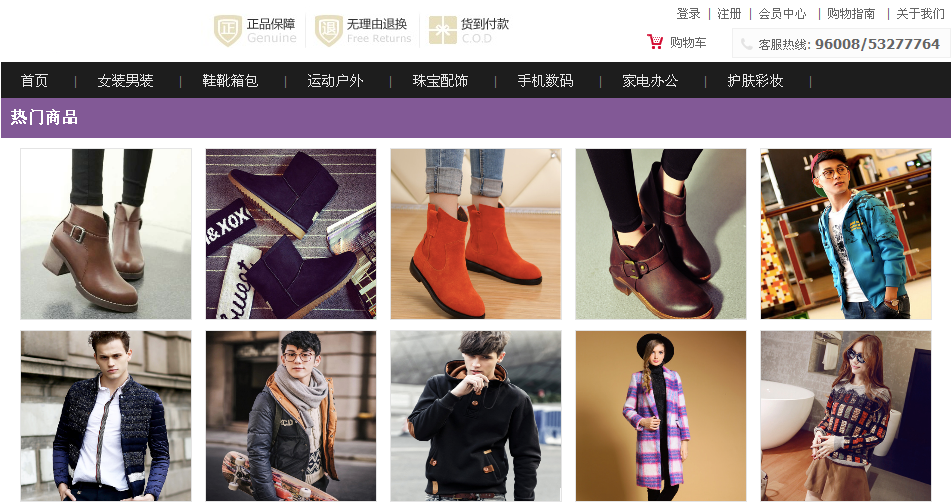 登录 | 注册 | 会员中心 | 购物指南 | 关于我们
正 正品保障 Genuine
退 无理由退换 Free Returns
货到付款 C.O.D
购物车 客服热线: 96008/53277764
首页 | 女装男装 | 鞋靴箱包 | 运动户外 | 珠宝配饰 | 手机数码 | 家电办公 | 护肤彩妆 |
热门商品
&XOX